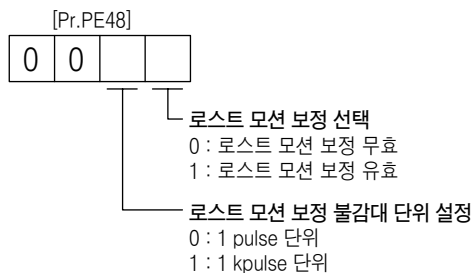 [Pr.PE48]
0 0
로스트 모션 보정 선택
0 : 로스트 모션 보정 무효
1 : 로스트 모션 보정 유효
로스트 모션 보정 불감대 단위 설정
0 : 1 pulse 단위
1 : 1 kpulse 단위